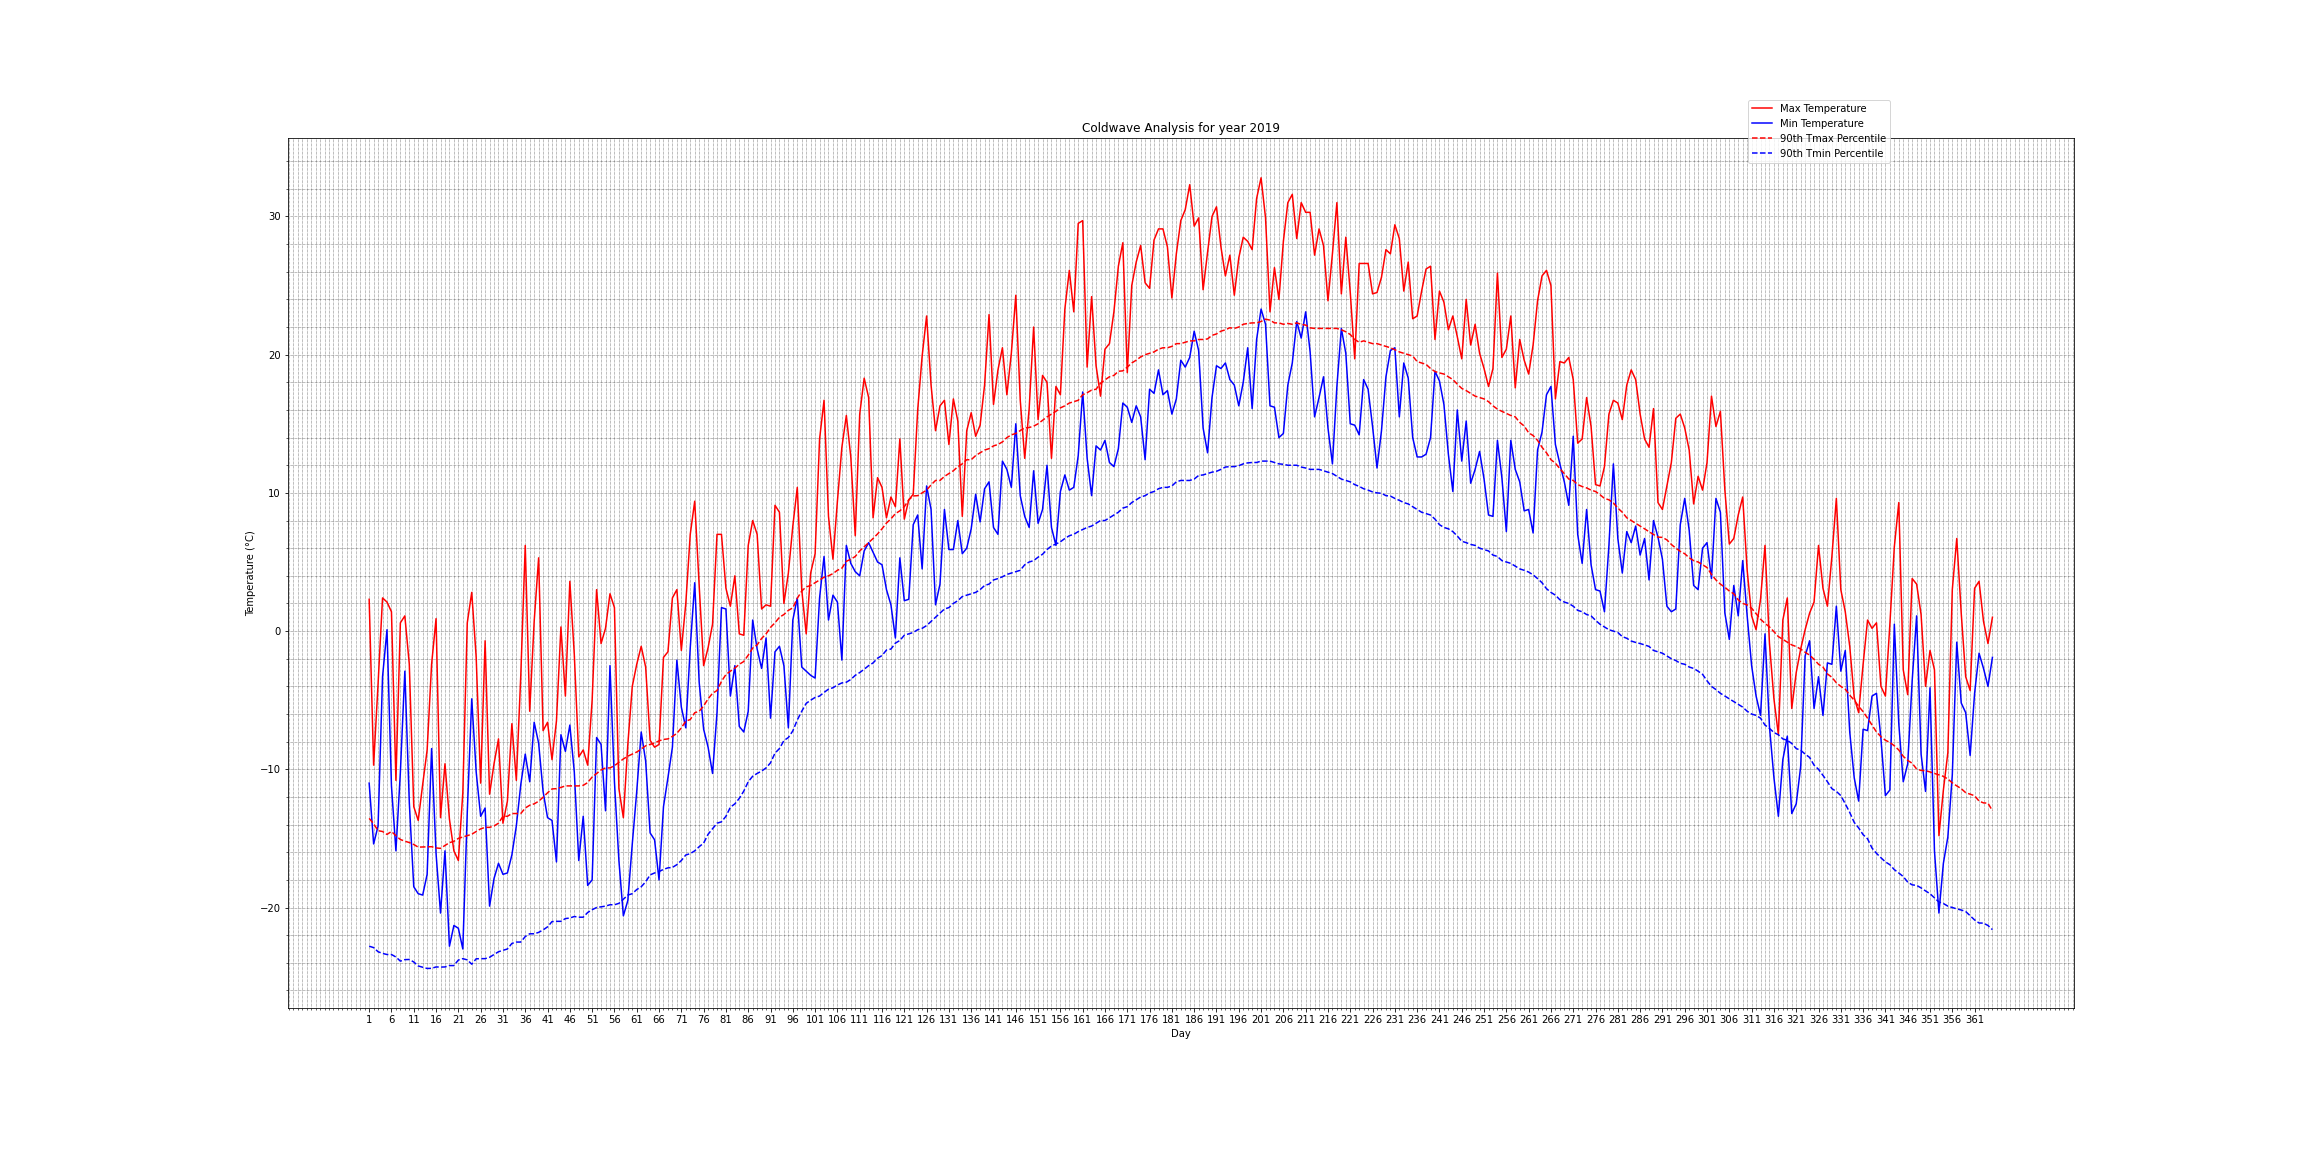 Max Temperature
Min Temperature
90th Tmax Percentile
90th Tmin Percentile
Coldwave Analysis for year 2019
Temperature (°C)
30
20
10
0
−10
−20
1 6 11 16 21 26 31 36 41 46 51 56 61 66 71 76 81 86 91 96 101 106 111 116 121 126 131 136 141 146 151 156 161 166 171 176 181 186 191 196 201 206 211 216 221 226 231 236 241 246 251 256 261 266 271 276 281 286 291 296 301 306 311 316 321 326 331 336 341 346 351 356 361
Day